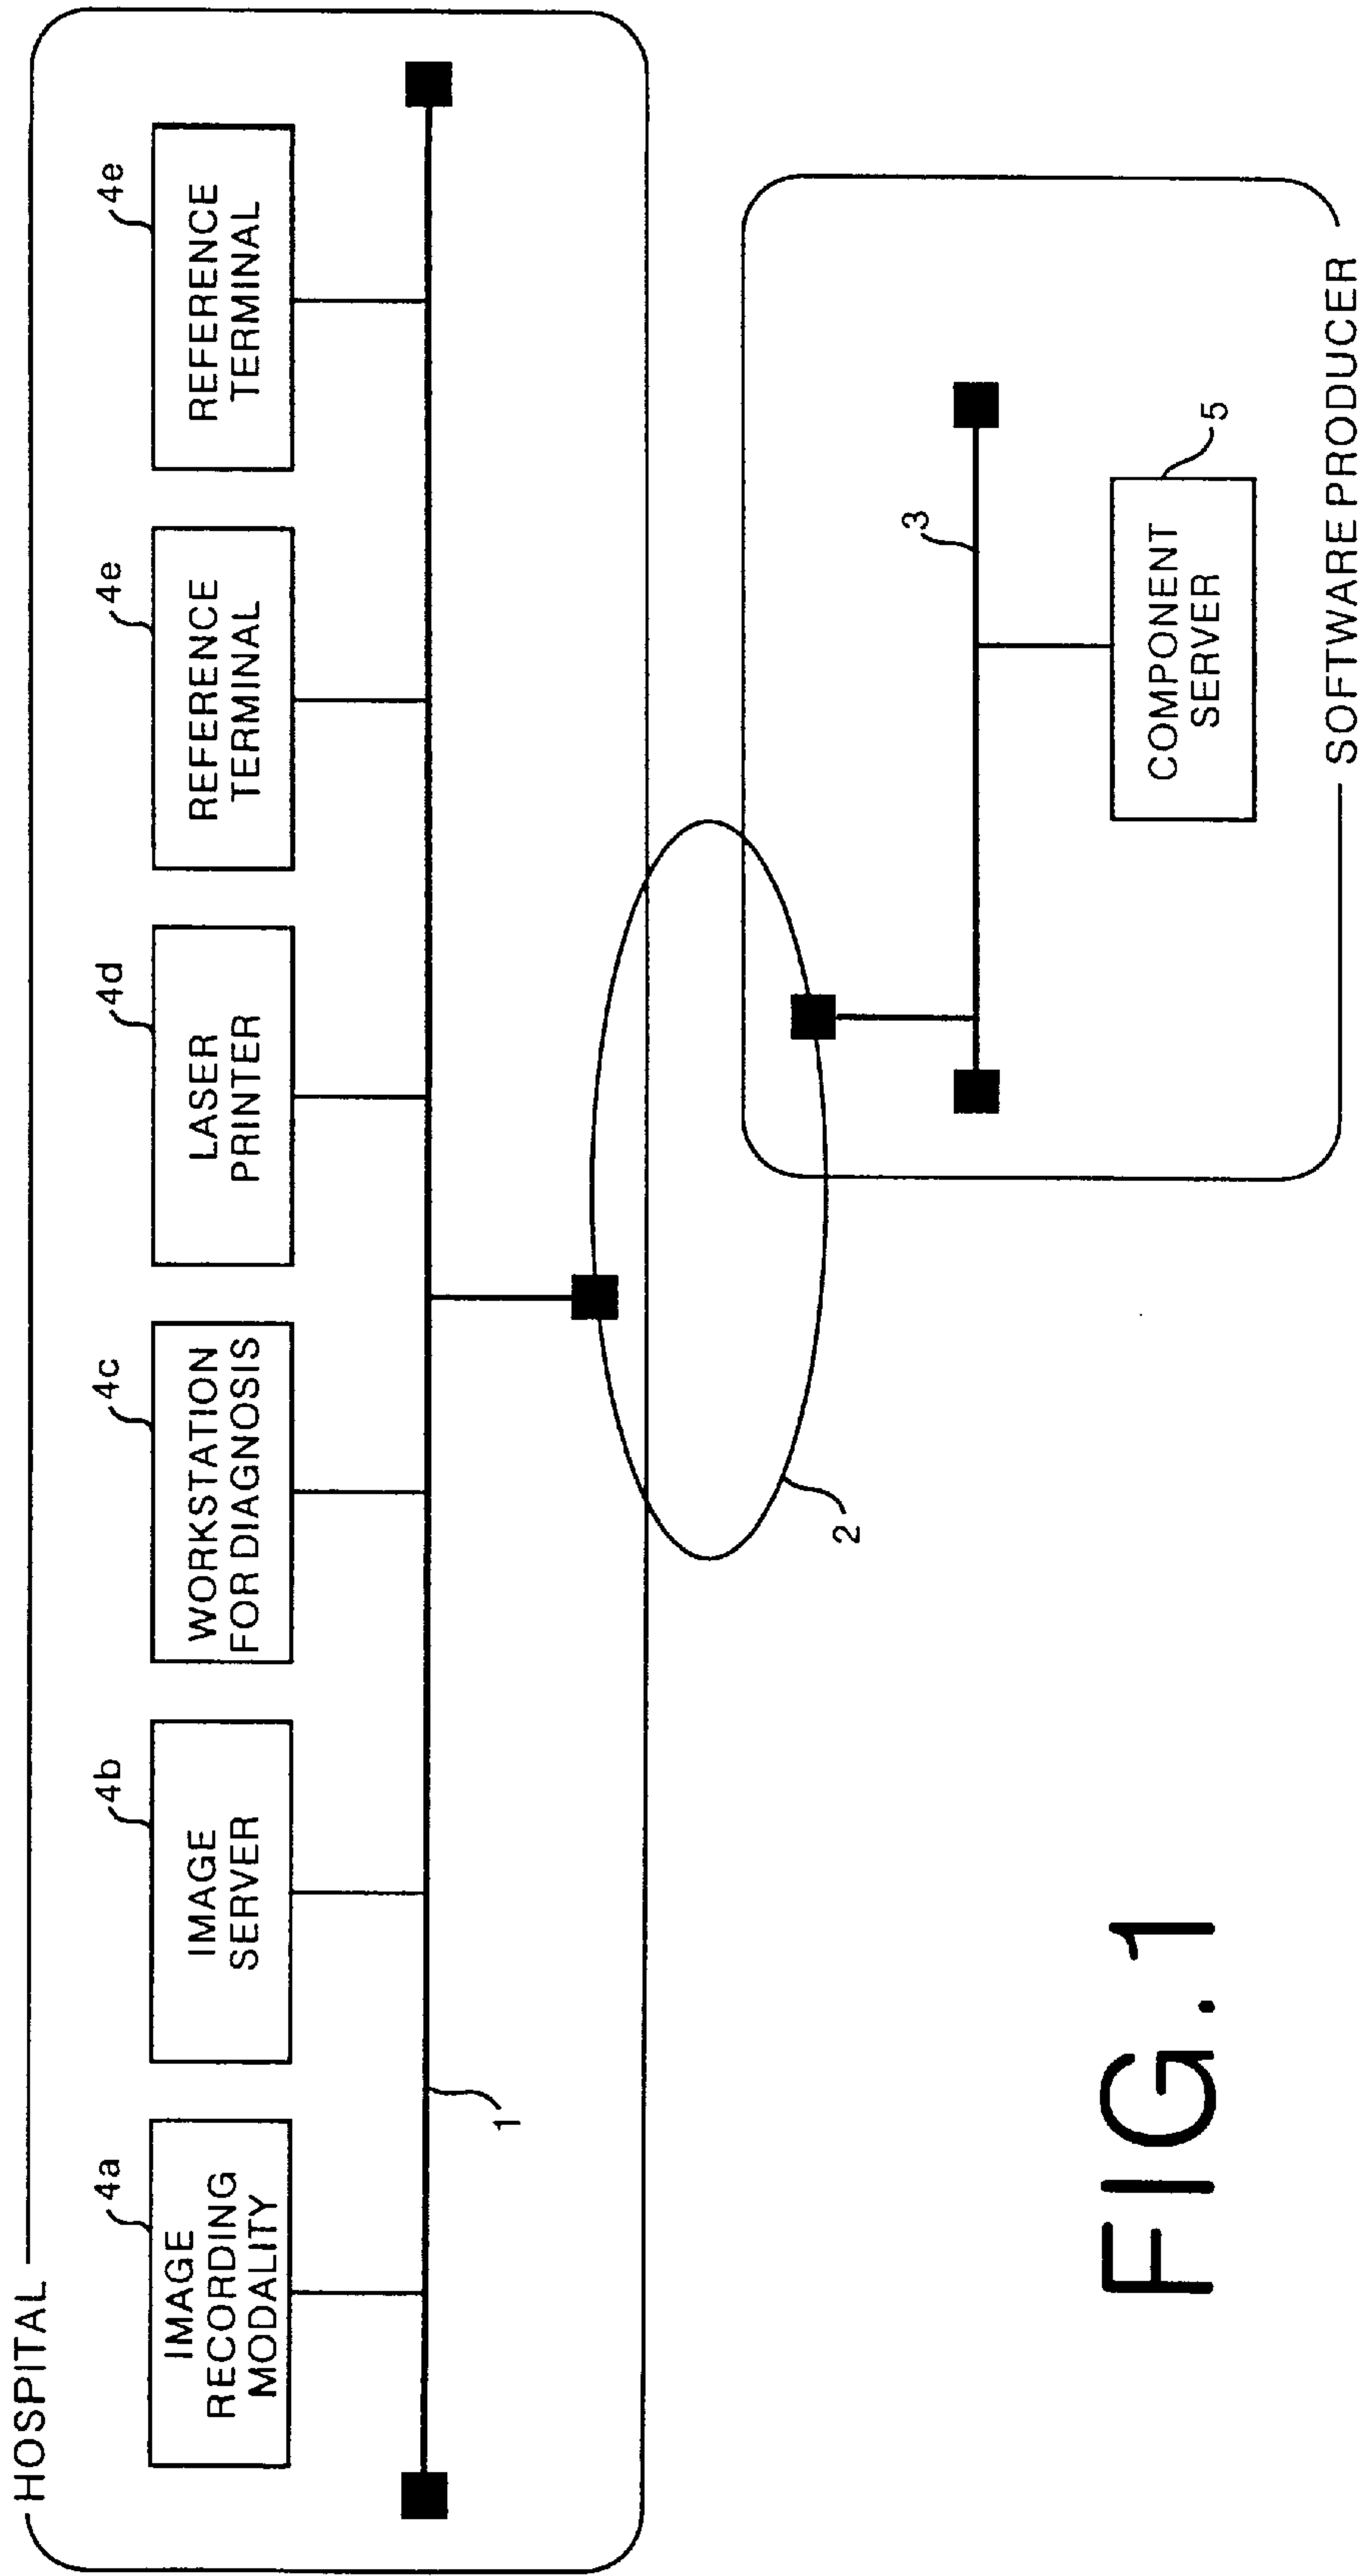 HOSPITAL
4a
IMAGE
RECORDING
MODALITY
4b
IMAGE
SERVER
4c
WORKSTATION
FOR DIAGNOSIS
4d
LASER
PRINTER
4e
REFERENCE
TERMINAL
4e
REFERENCE
TERMINAL
1
2
3
5
COMPONENT
SERVER
SOFTWARE PRODUCER
FIG.1